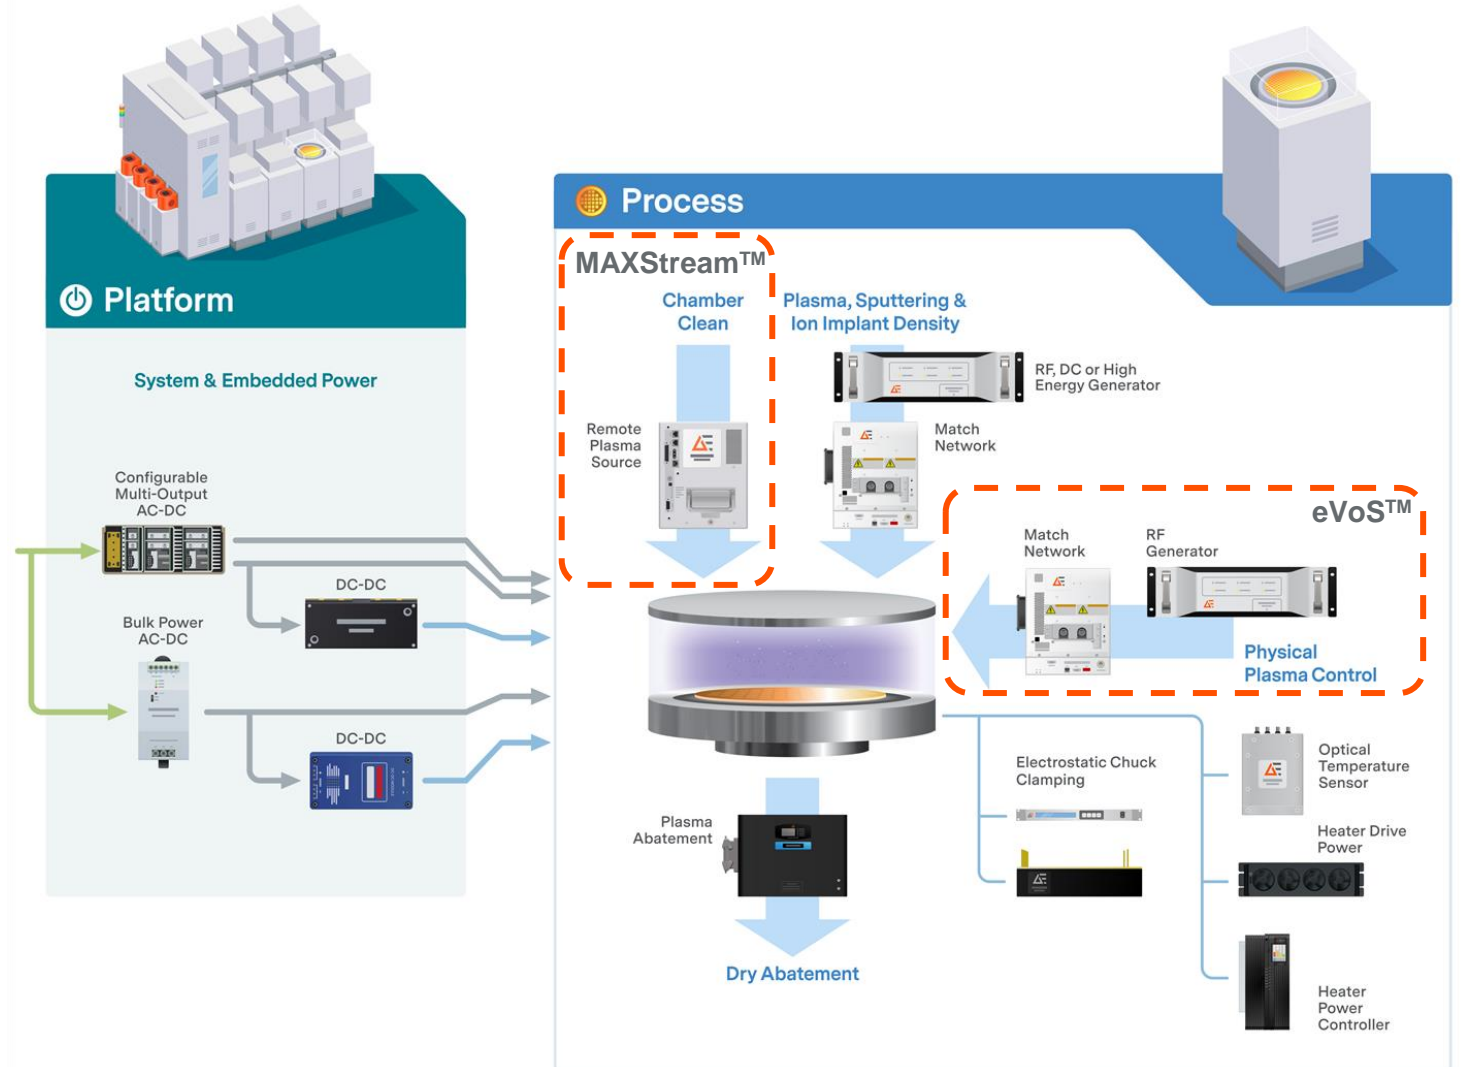 Platform
System & Embedded Power
Configurable
Multi-Output
AC-DC
DC-DC
Bulk Power
AC-DC
DC-DC
Process
MAXStream™
Chamber
Clean
Remote
Plasma
Source
Plasma, Sputtering &
Ion Implant Density
RF, DC or High
Energy Generator
Match
Network
eVoS™
Match
Network
RF
Generator
Physical
Plasma Control
Plasma
Abatement
Dry Abatement
Electrostatic Chuck
Clamping
Optical
Temperature
Sensor
Heater Drive
Power
Heater
Power
Controller